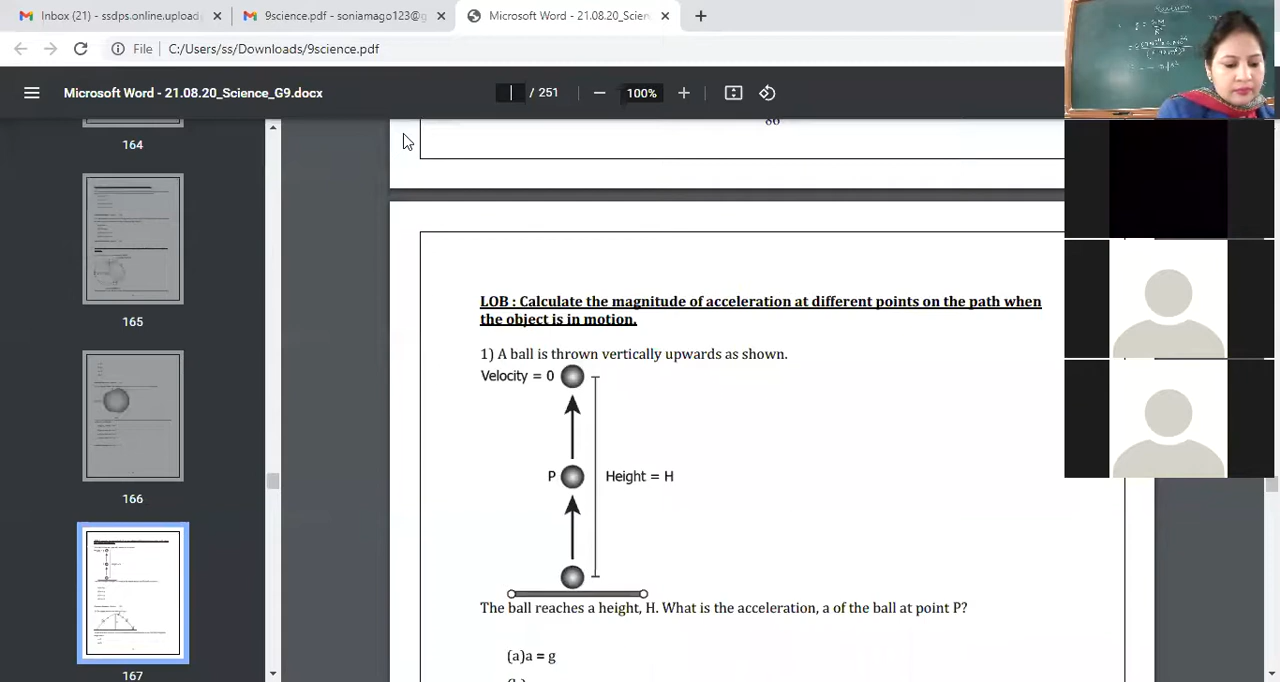 Inbox (21) - ssdps.online.upload
9science.pdf - soniamago123@g
Microsoft Word - 21.08.20_Scien
File
C:/Users/ss/Downloads/9science.pdf
Microsoft Word - 21.08.20_Science_G9.docx
/ 251
100%
164
165
166
167
86
LOB : Calculate the magnitude of acceleration at different points on the path when
the object is in motion.
1) A ball is thrown vertically upwards as shown.
Velocity = 0
P
Height = H
The ball reaches a height, H. What is the acceleration, a of the ball at point P?
(a)a = g